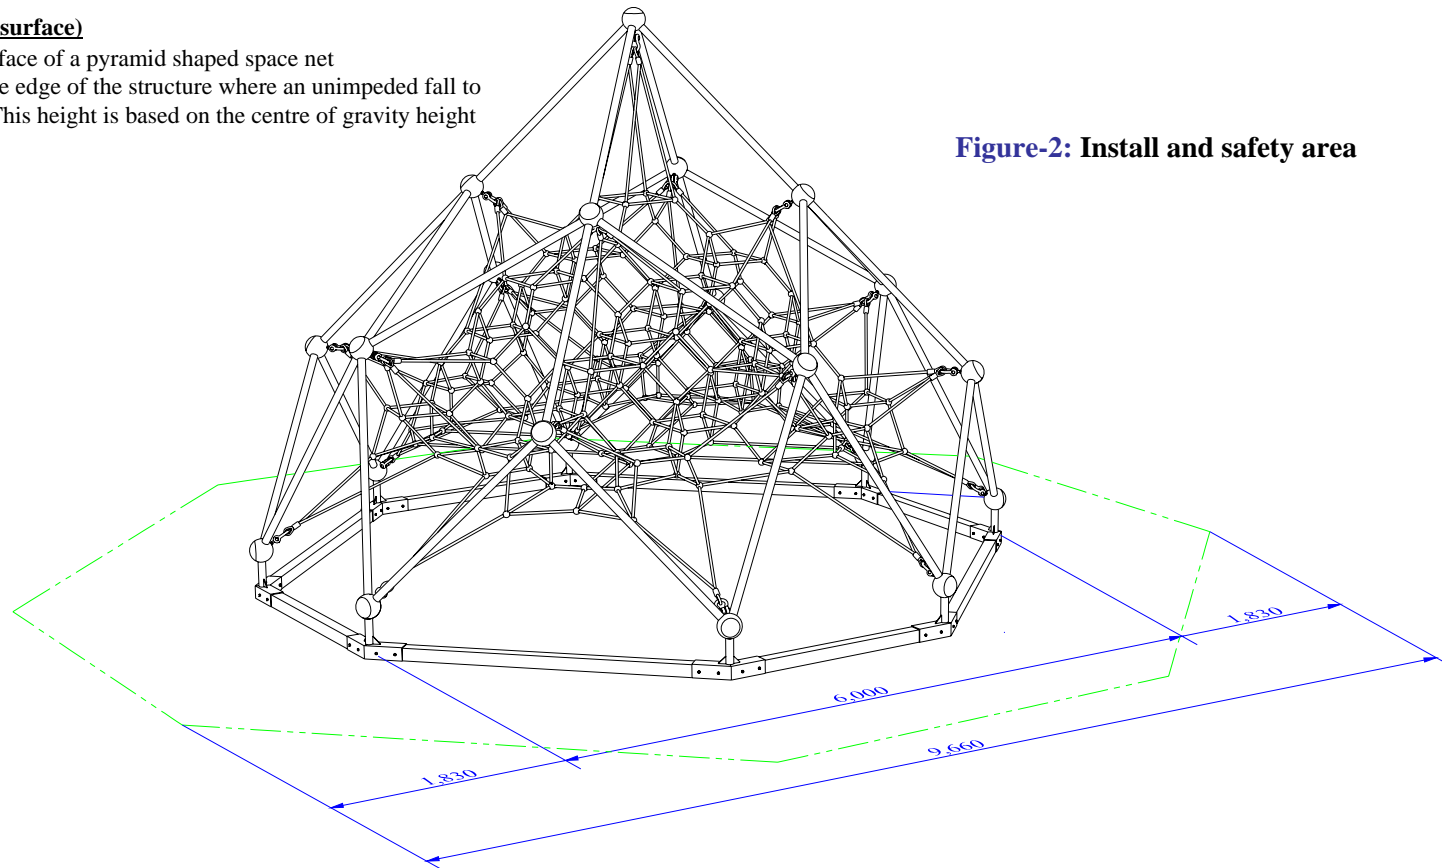 surface)
face of a pyramid shaped space net
e edge of the structure where an unimpeded fall to
This height is based on the centre of gravity height
Figure-2: Install and safety area
1,830
6,000
9,660
1,830